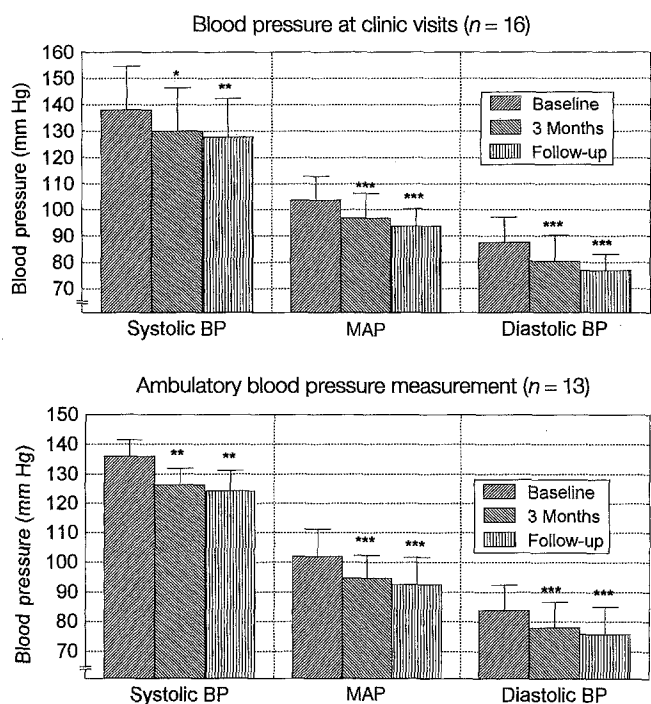 Blood pressure at clinic visits (n = 16)
160
150
140
130
120
110
100
90
80
70
Blood pressure (mm Hg)
* ** *** *** *** ***
Baseline
3 Months
Follow-up
Systolic BP MAP Diastolic BP
Ambulatory blood pressure measurement (n = 13)
150
140
130
120
110
100
90
80
70
Blood pressure (mm Hg)
** ** *** *** *** ***
Baseline
3 Months
Follow-up
Systolic BP MAP Diastolic BP